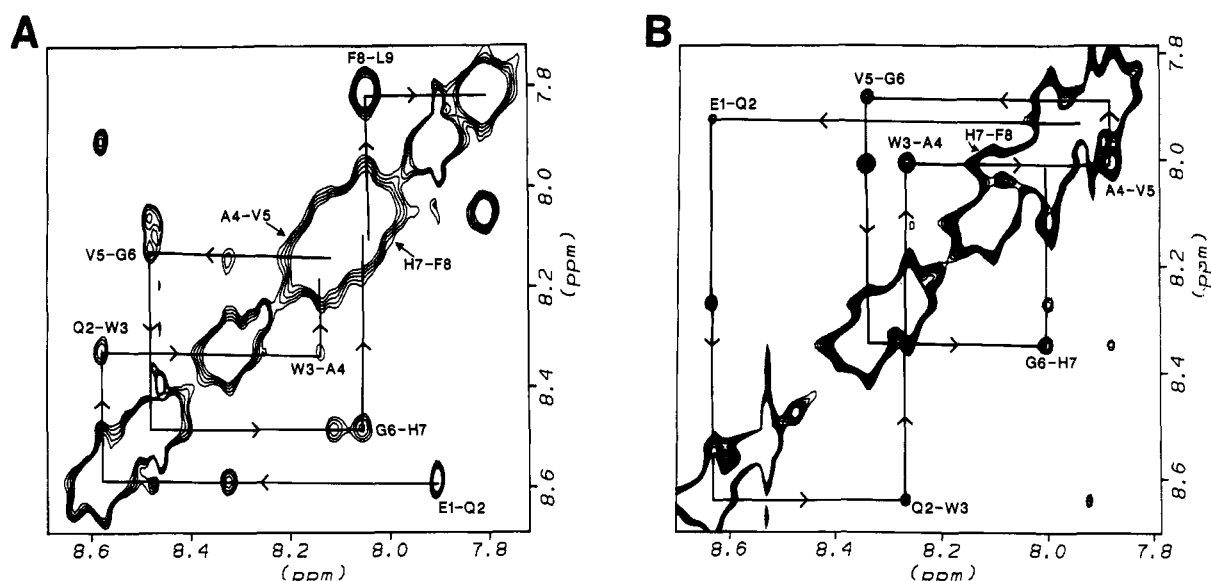 A
F8-L9
A4-V5
V5-G6
H7-F8
Q2-W3
W3-A4
G6-H7
E1-Q2
7.8
8.0
8.2
8.4
8.6
(ppm)
8.6 8.4 8.2 8.0 7.8
(ppm)
B
V5-G6
E1-Q2
W3-A4
H7-F8
A4-V5
D
G6-H7
Q2-W3
7.8
8.0
8.2
8.4
8.6
(ppm)
8.6 8.4 8.2 8.0 7.8
(ppm)